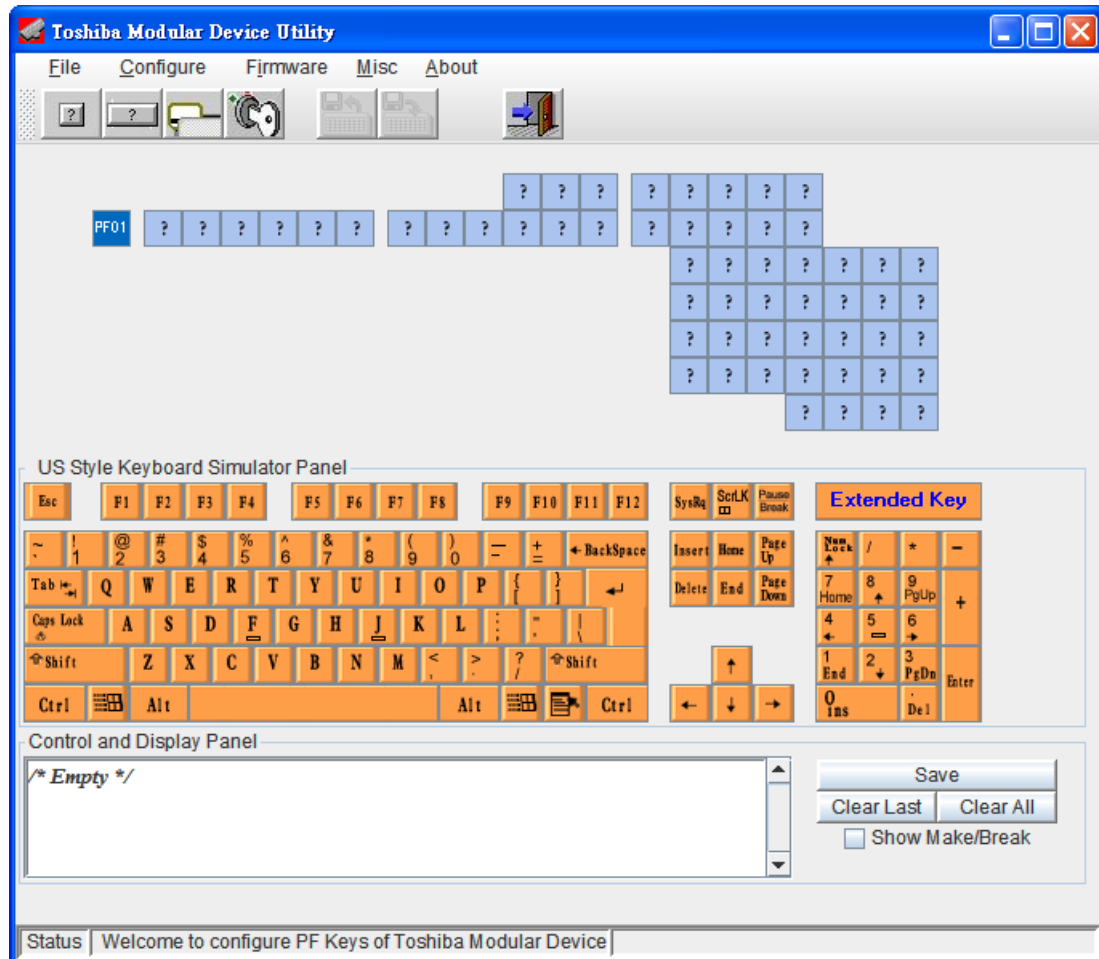 Toshiba Modular Device Utility
File Configure Firmware Misc About
? ?
? ? ? ? ? ? ? ?
PF01 ? ? ? ? ? ? ? ? ? ? ? ? ? ? ? ? ?
? ? ? ? ? ? ?
? ? ? ? ? ? ?
? ? ? ? ? ? ?
? ? ? ? ? ? ?
? ? ? ?
US Style Keyboard Simulator Panel
Esc F1 F2 F3 F4 F5 F6 F7 F8 F9 F10 F11 F12 SysRq ScrLK Pause Break Extended Key
~ ` ! 1 @ 2 # 3 $ 4 % 5 ^ 6 & 7 * 8 ( 9 ) 0 — - + = ←BackSpace Insert Home Page Up Num Lock / * -
Tab Q W E R T Y U I O P { [ } ] ↵ Delete End Page Down 7 Home 8 ↑ 9 PgUp +
Caps Lock A S D F G H J K L : ; " ' | \ 4 ← 5 6 →
⇧Shift Z X C V B N M < , > . ? / ⇧Shift ↑ 1 End 2 ↓ 3 PgDn Enter
Ctrl Alt Alt Ctrl ← ↓ → 0 ins . Del
Control and Display Panel
/* Empty */
Save
Clear Last Clear All
Show Make/Break
Status Welcome to configure PF Keys of Toshiba Modular Device